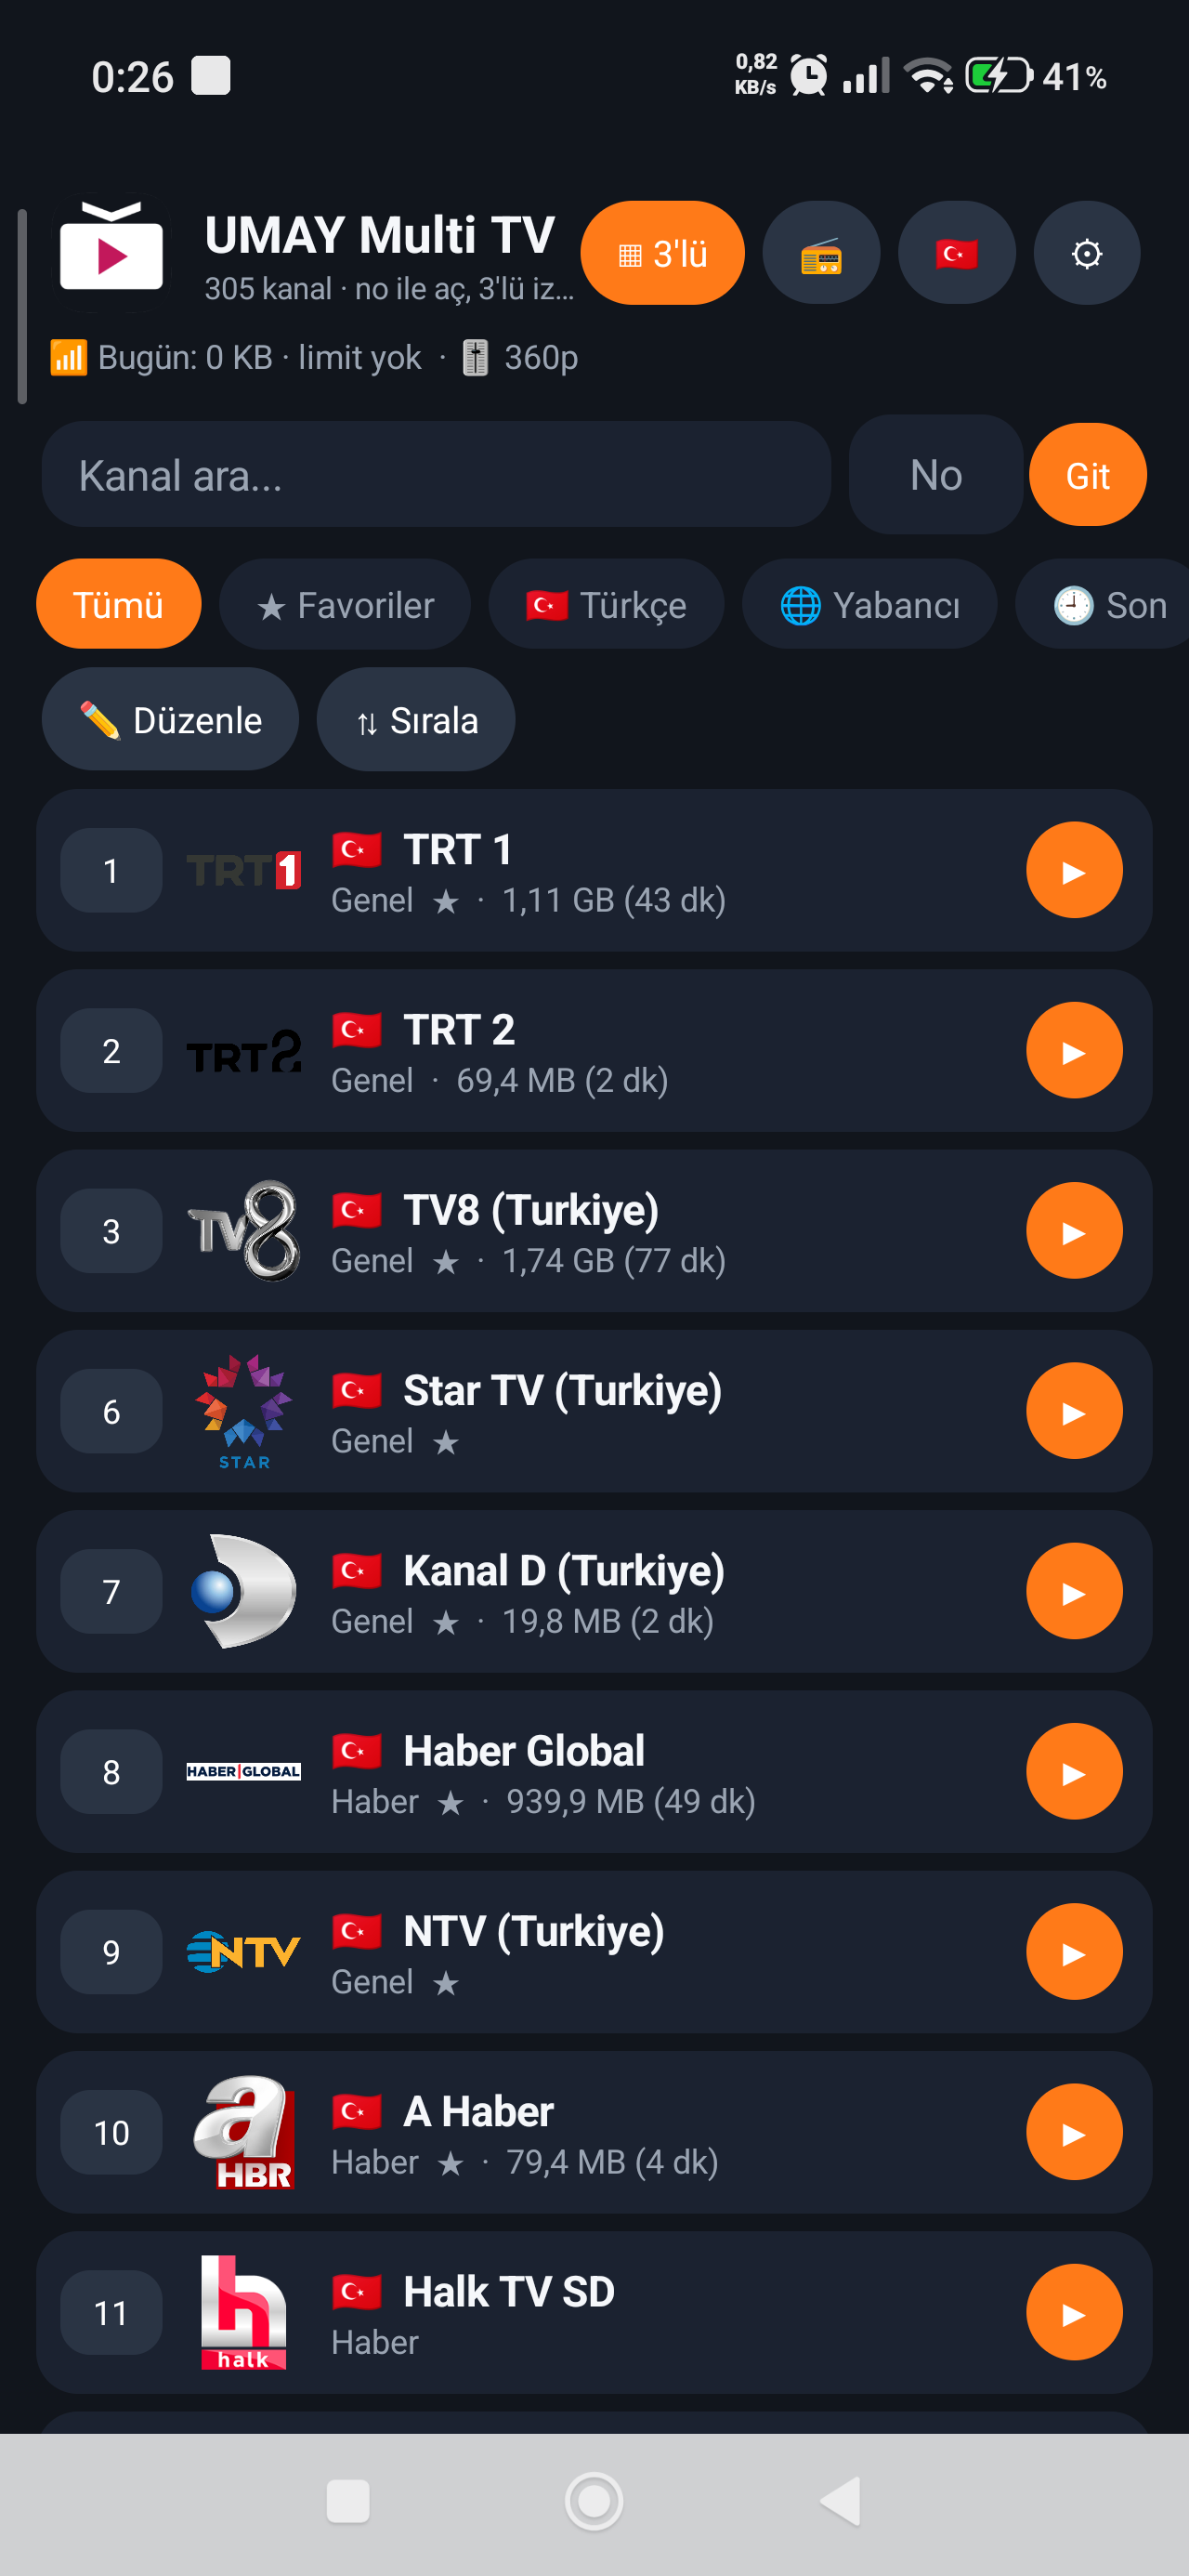 0:26
0,82 KB/s
41%
UMAY Multi TV
305 kanal · no ile aç, 3'lü iz...
3'lü
Bugün: 0 KB · limit yok · 360p
Kanal ara...
No
Git
Tümü
★ Favoriler
Türkçe
Yabancı
Son
Düzenle
Sırala
1
TRT1
TRT 1
Genel ★ · 1,11 GB (43 dk)
2
TRT2
TRT 2
Genel · 69,4 MB (2 dk)
3
TV8
TV8 (Turkiye)
Genel ★ · 1,74 GB (77 dk)
6
STAR
Star TV (Turkiye)
Genel ★
7
Kanal D (Turkiye)
Genel ★ · 19,8 MB (2 dk)
8
HABER|GLOBAL
Haber Global
Haber ★ · 939,9 MB (49 dk)
9
NTV
NTV (Turkiye)
Genel ★
10
a HBR
A Haber
Haber ★ · 79,4 MB (4 dk)
11
h halk
Halk TV SD
Haber